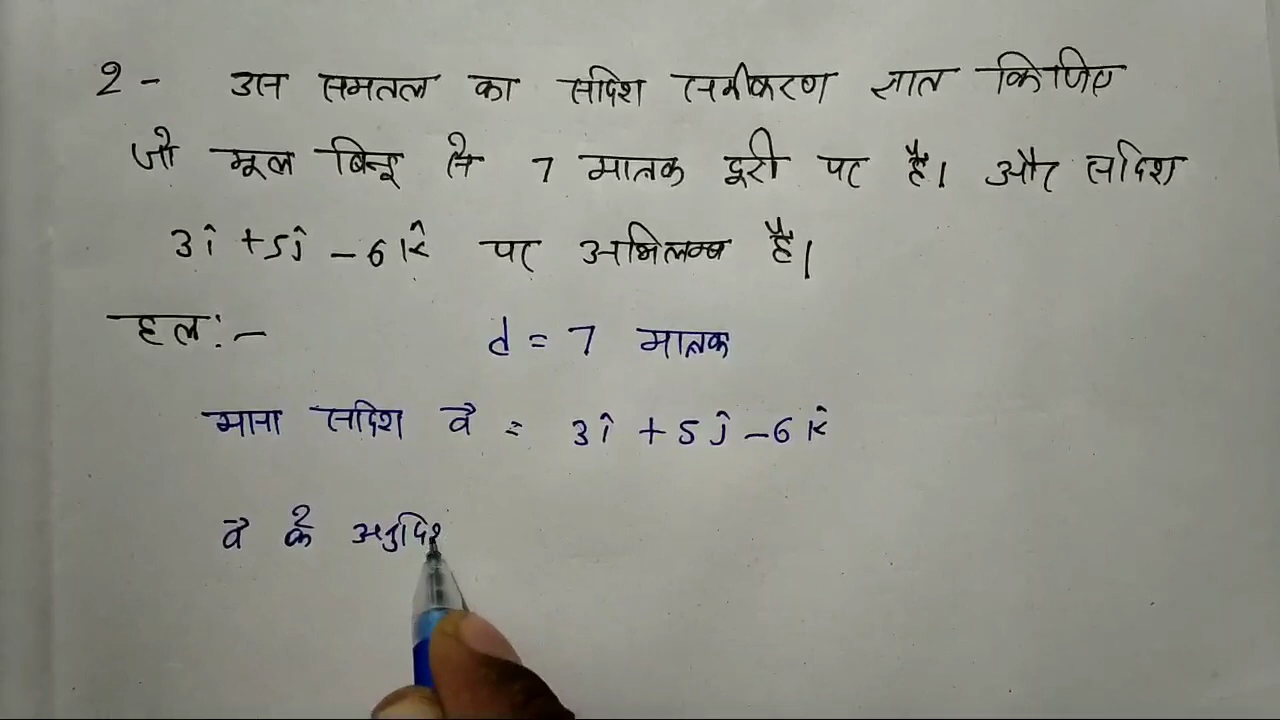 2 - उस समतल का सदिश समीकरण ज्ञात किजिए
जो मूल बिन्दू से 7 मात्रक दूरी पर है। और सदिश
3î + 5ĵ - 6k̂ पर अभिलम्ब है।
हल:-
d = 7 मात्रक
माना सदिश = 3î + 5ĵ - 6k̂
के अनुदिश